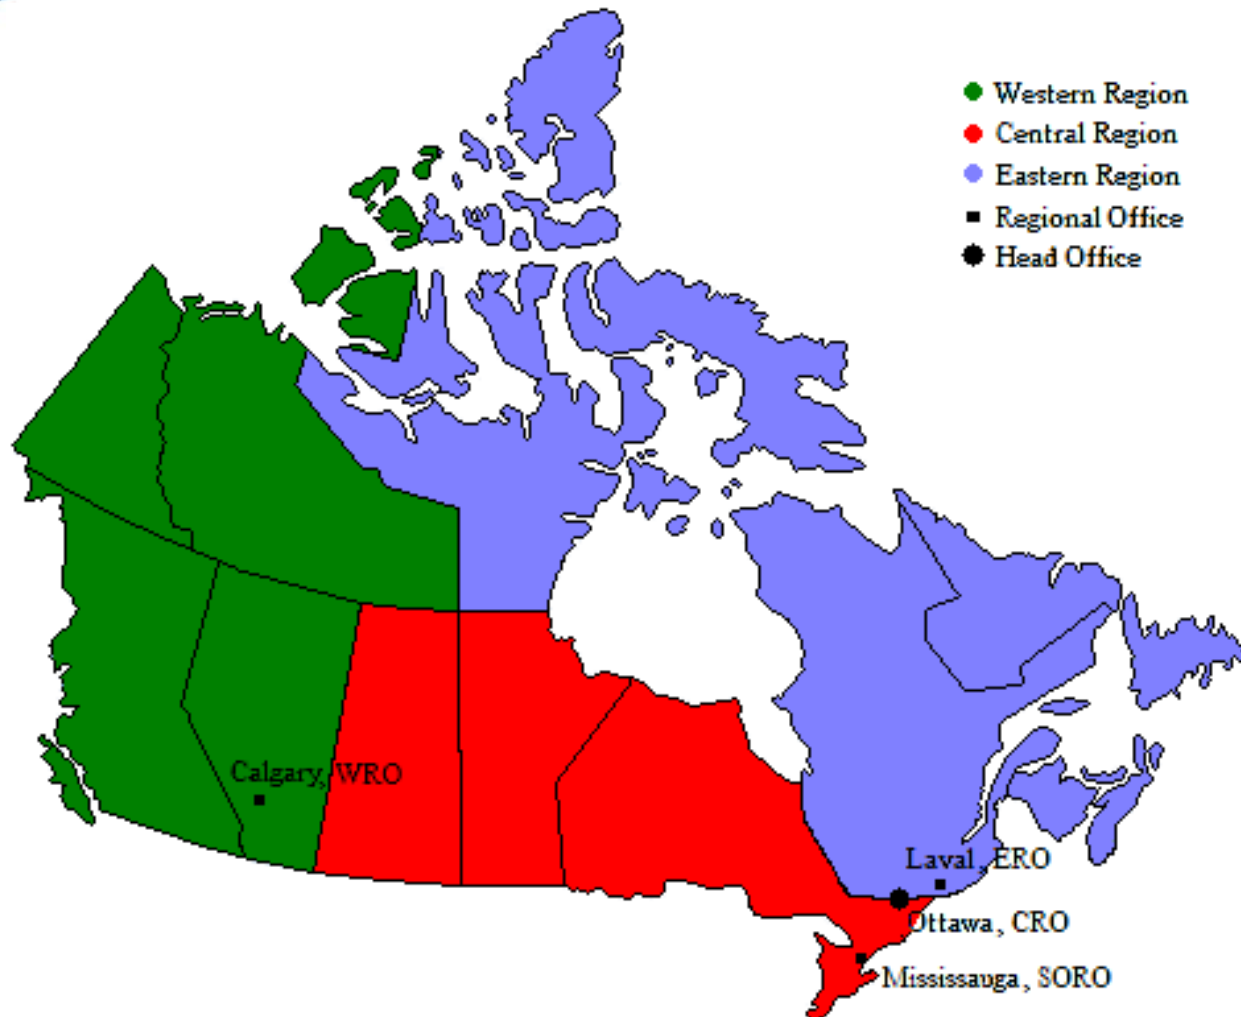 Western Region
Central Region
Eastern Region
Regional Office
Head Office
Calgary, WRO
Laval, ERO
Ottawa, CRO
Mississauga, SORO